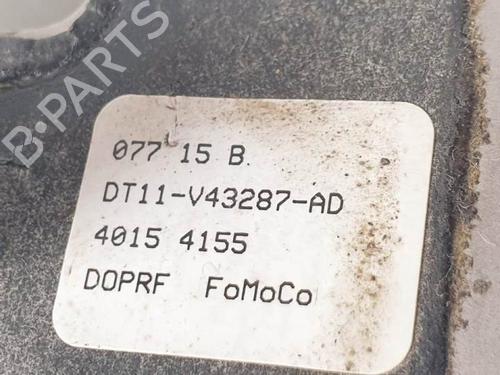 B-PARTS
077 15 B.
DT11-V43287-AD
4015 4155
DOPRF FoMoCo